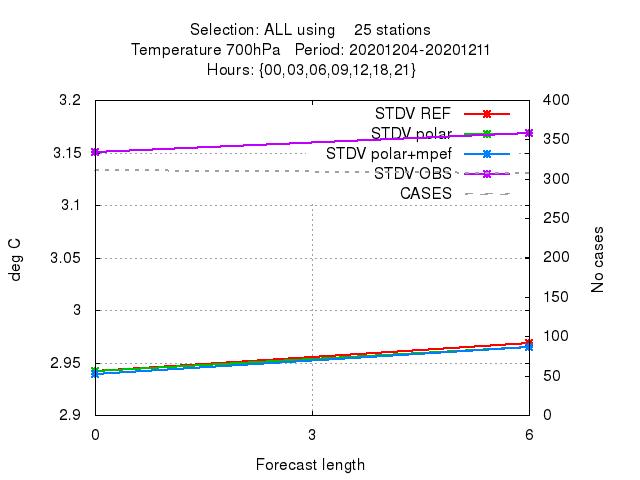 Selection: ALL using    25 stations
Temperature 700hPa   Period: 20201204-20201211
Hours: {00,03,06,09,12,18,21}
3.2
3.15
3.1
3.05
3
2.95
2.9
deg C
STDV REF
STDV polar
STDV polar+mpef
STDV OBS
CASES
400
350
300
250
200
150
100
50
0
No cases
0 3 6
Forecast length